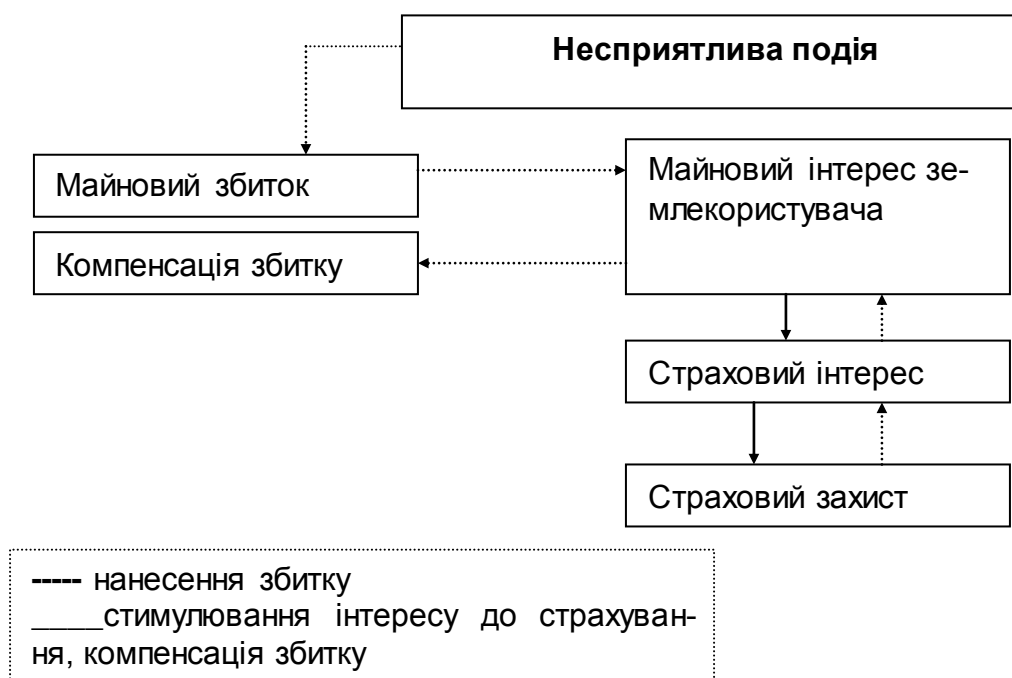 Несприятлива подія
Майновий збиток
Майновий інтерес зе-
млекористувача
Компенсація збитку
Страховий інтерес
Страховий захист
----- нанесення збитку
____стимулювання інтересу до страхуван-
ня, компенсація збитку